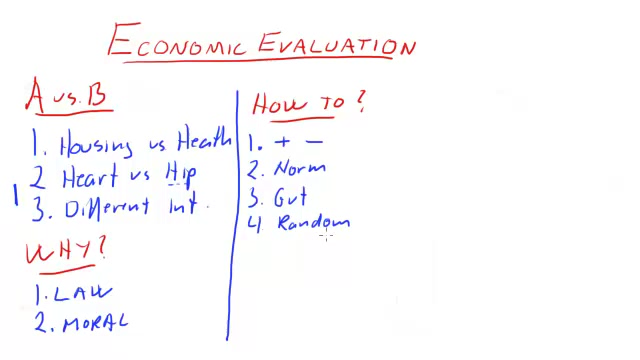 ECONOMIC EVALUATION
A vs. B
1. Housing vs Heath
2 Heart vs Hip
3. Different Int.
WHY?
1. LAW
2. MORAL
HOW TO?
1. + -
2. Norm
3. Gut
4 Random